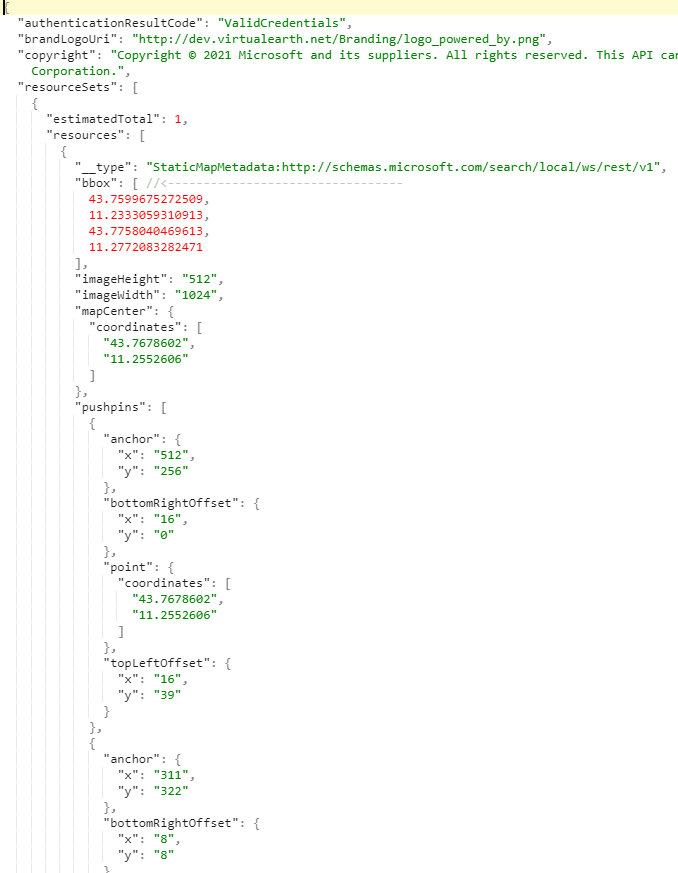 {
"authenticationResultCode": "ValidCredentials",
"brandLogoUri": "http://dev.virtualearth.net/Branding/logo_powered_by.png",
"copyright": "Copyright © 2021 Microsoft and its suppliers. All rights reserved. This API
Corporation.",
"resourceSets": [
{
"estimatedTotal": 1,
"resources": [
{
"__type": "StaticMapMetadata:http://schemas.microsoft.com/search/local/ws/rest/v1",
"bbox": [ //<---------------------------------
43.7599675272509,
11.2333059310913,
43.7758040469613,
11.2772083282471
],
"imageHeight": "512",
"imageWidth": "1024",
"mapCenter": {
"coordinates": [
"43.7678602",
"11.2552606"
]
},
"pushpins": [
{
"anchor": {
"x": "512",
"y": "256"
},
"bottomRightOffset": {
"x": "16",
"y": "0"
},
"point": {
"coordinates": [
"43.7678602",
"11.2552606"
]
},
"topLeftOffset": {
"x": "16",
"y": "39"
}
},
{
"anchor": {
"x": "311",
"y": "322"
},
"bottomRightOffset": {
"x": "8",
"y": "8"
}